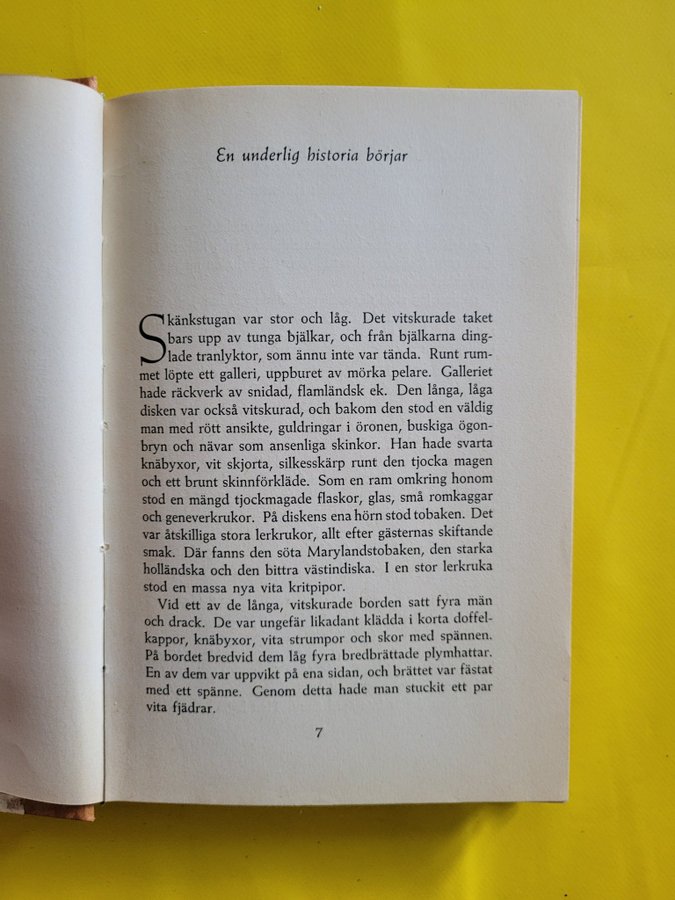 En underlig historia börjar
Skänkstugan var stor och låg. Det vitskurade taket
bars upp av tunga bjälkar, och från bjälkarna ding-
lade tranlyktor, som ännu inte var tända. Runt rum-
met löpte ett galleri, uppburet av mörka pelare. Galleriet
hade räckverk av snidad, flamländsk ek. Den långa, låga
disken var också vitskurad, och bakom den stod en väldig
man med rött ansikte, guldringar i öronen, buskiga ögon-
bryn och nävar som ansenliga skinkor. Han hade svarta
knäbyxor, vit skjorta, silkesskärp runt den tjocka magen
och ett brunt skinnförkläde. Som en ram omkring honom
stod en mängd tjockmagade flaskor, glas, små romkaggar
och geneverkrukor. På diskens ena hörn stod tobaken. Det
var åtskilliga stora lerkrukor, allt efter gästernas skiftande
smak. Där fanns den söta Marylandstobaken, den starka
holländska och den bittra västindiska. I en stor lerkruka
stod en massa nya vita kritpipor.
Vid ett av de långa, vitskurade borden satt fyra män
och drack. De var ungefär likadant klädda i korta doffel-
kappor, knäbyxor, vita strumpor och skor med spännen.
På bordet bredvid dem låg fyra bredbrättade plymhattar.
En av dem var uppvikt på ena sidan, och brättet var fästat
med ett spänne. Genom detta hade man stuckit ett par
vita fjädrar.
7